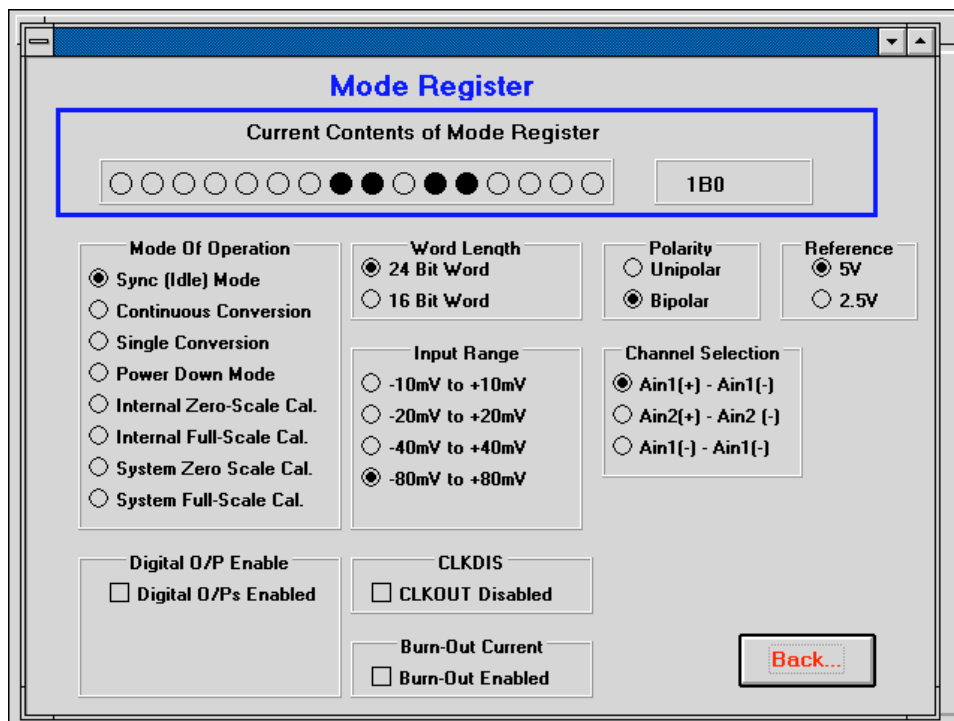 Mode Register
Current Contents of Mode Register
1B0
Mode Of Operation
Sync (Idle) Mode
Continuous Conversion
Single Conversion
Power Down Mode
Internal Zero-Scale Cal.
Internal Full-Scale Cal.
System Zero Scale Cal.
System Full-Scale Cal.
Word Length
24 Bit Word
16 Bit Word
Polarity
Unipolar
Bipolar
Reference
5V
2.5V
Input Range
-10mV to +10mV
-20mV to +20mV
-40mV to +40mV
-80mV to +80mV
Channel Selection
Ain1(+) - Ain1(-)
Ain2(+) - Ain2 (-)
Ain1(-) - Ain1(-)
Digital O/P Enable
Digital O/Ps Enabled
CLKDIS
CLKOUT Disabled
Burn-Out Current
Burn-Out Enabled
Back...